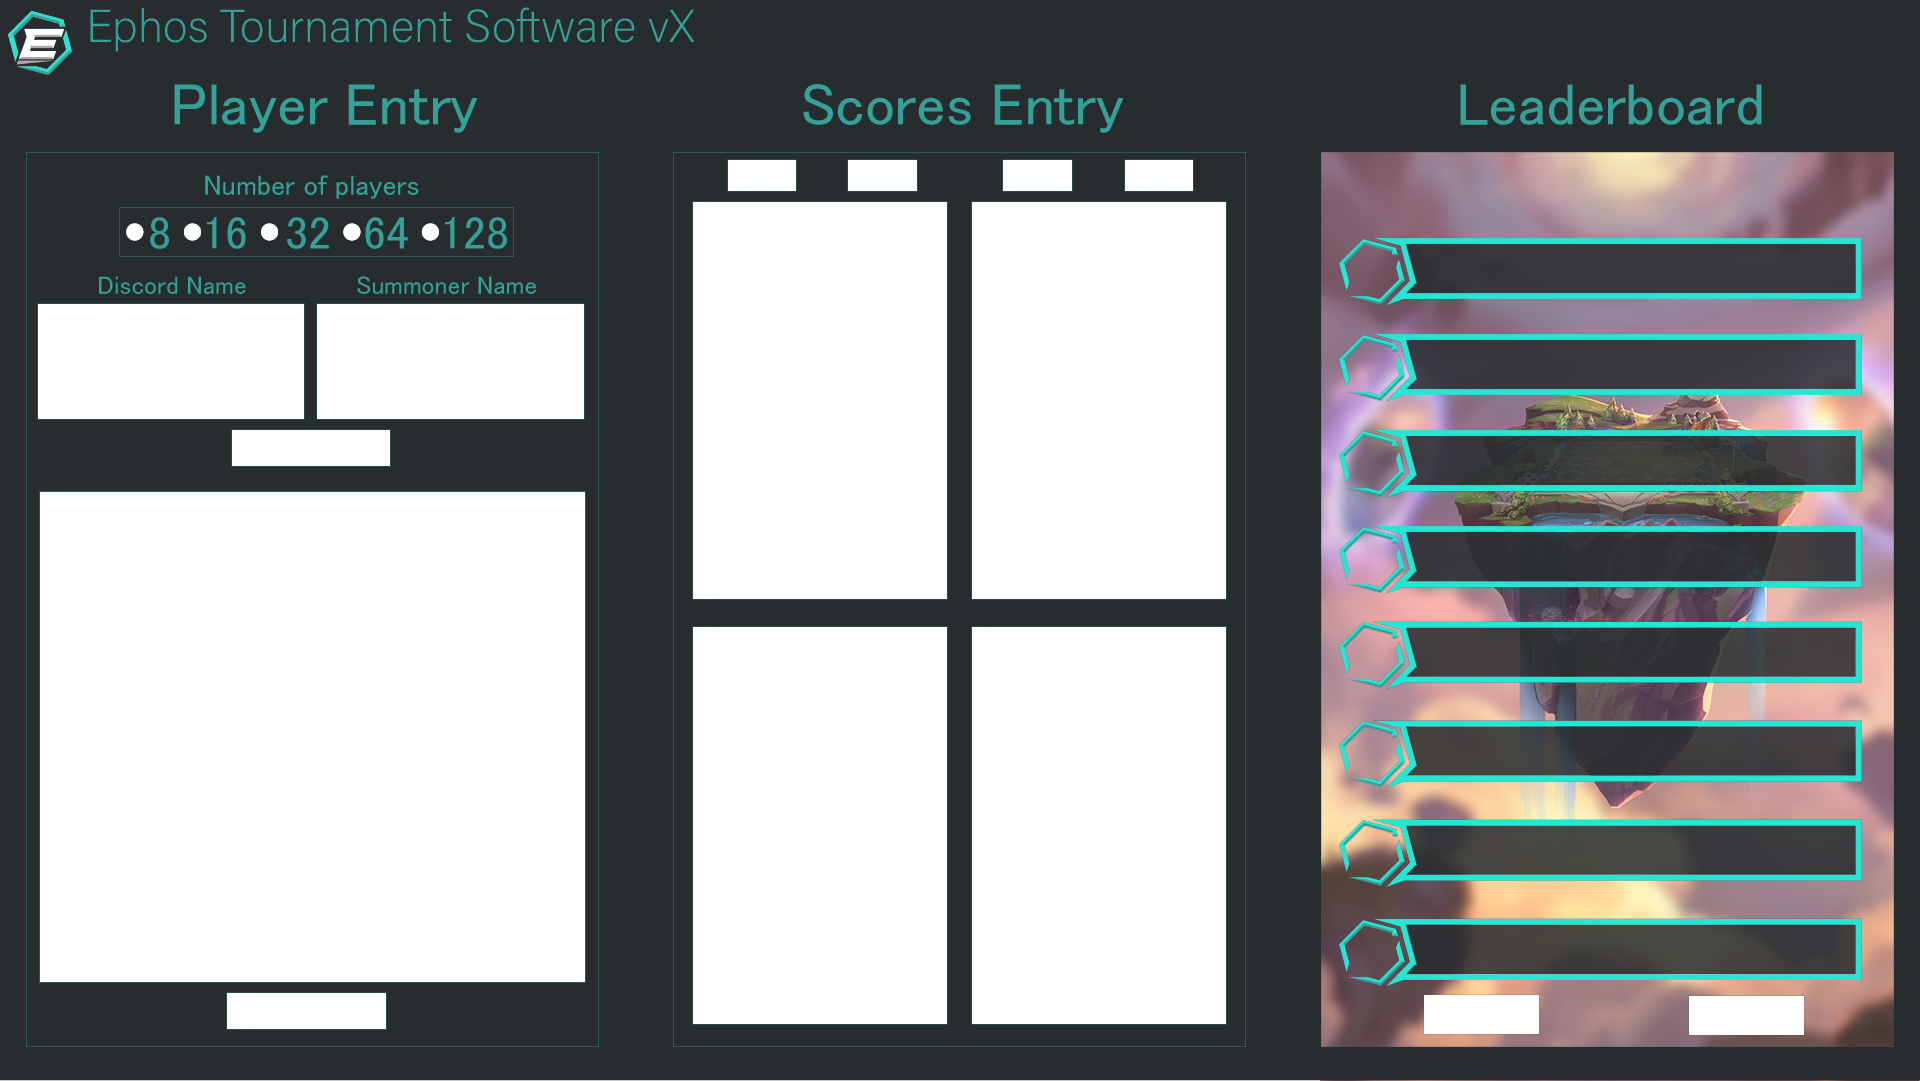 E
Ephos Tournament Software vX
Player Entry
Number of players
8 16 32 64 128
Discord Name Summoner Name
Scores Entry
Leaderboard